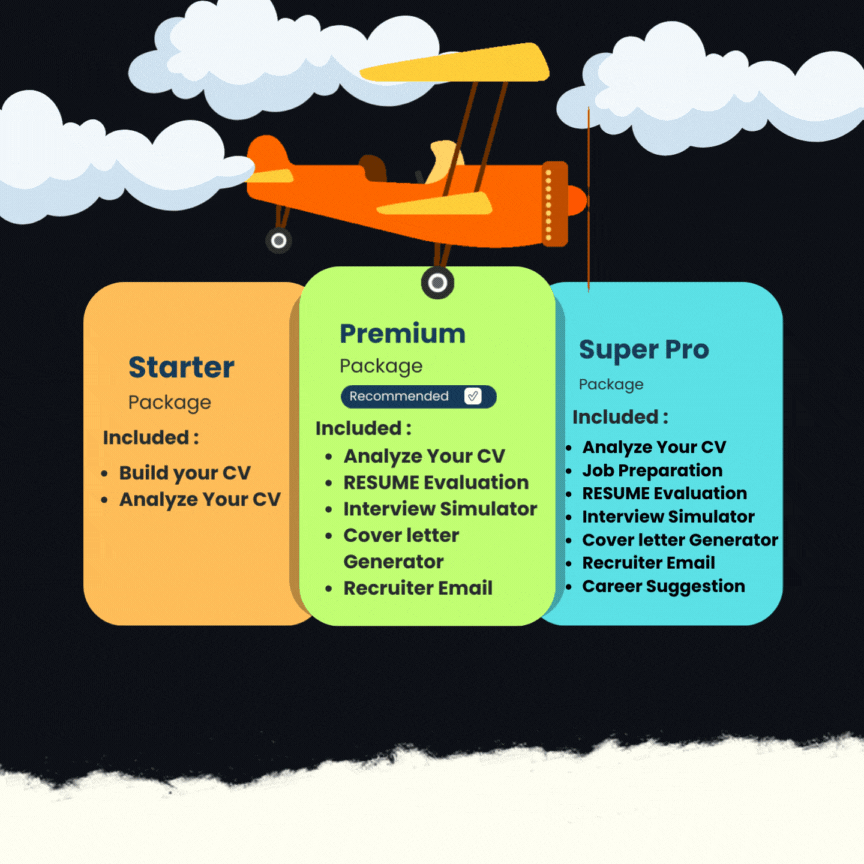 Starter
Package
Included :
• Build your CV
• Analyze Your CV
Premium
Package
Recommended
Included :
• Analyze Your CV
• RESUME Evaluation
• Interview Simulator
• Cover letter
Generator
• Recruiter Email
Super Pro
Package
Included :
• Analyze Your CV
• Job Preparation
• RESUME Evaluation
• Interview Simulator
• Cover letter Generator
• Recruiter Email
• Career Suggestion